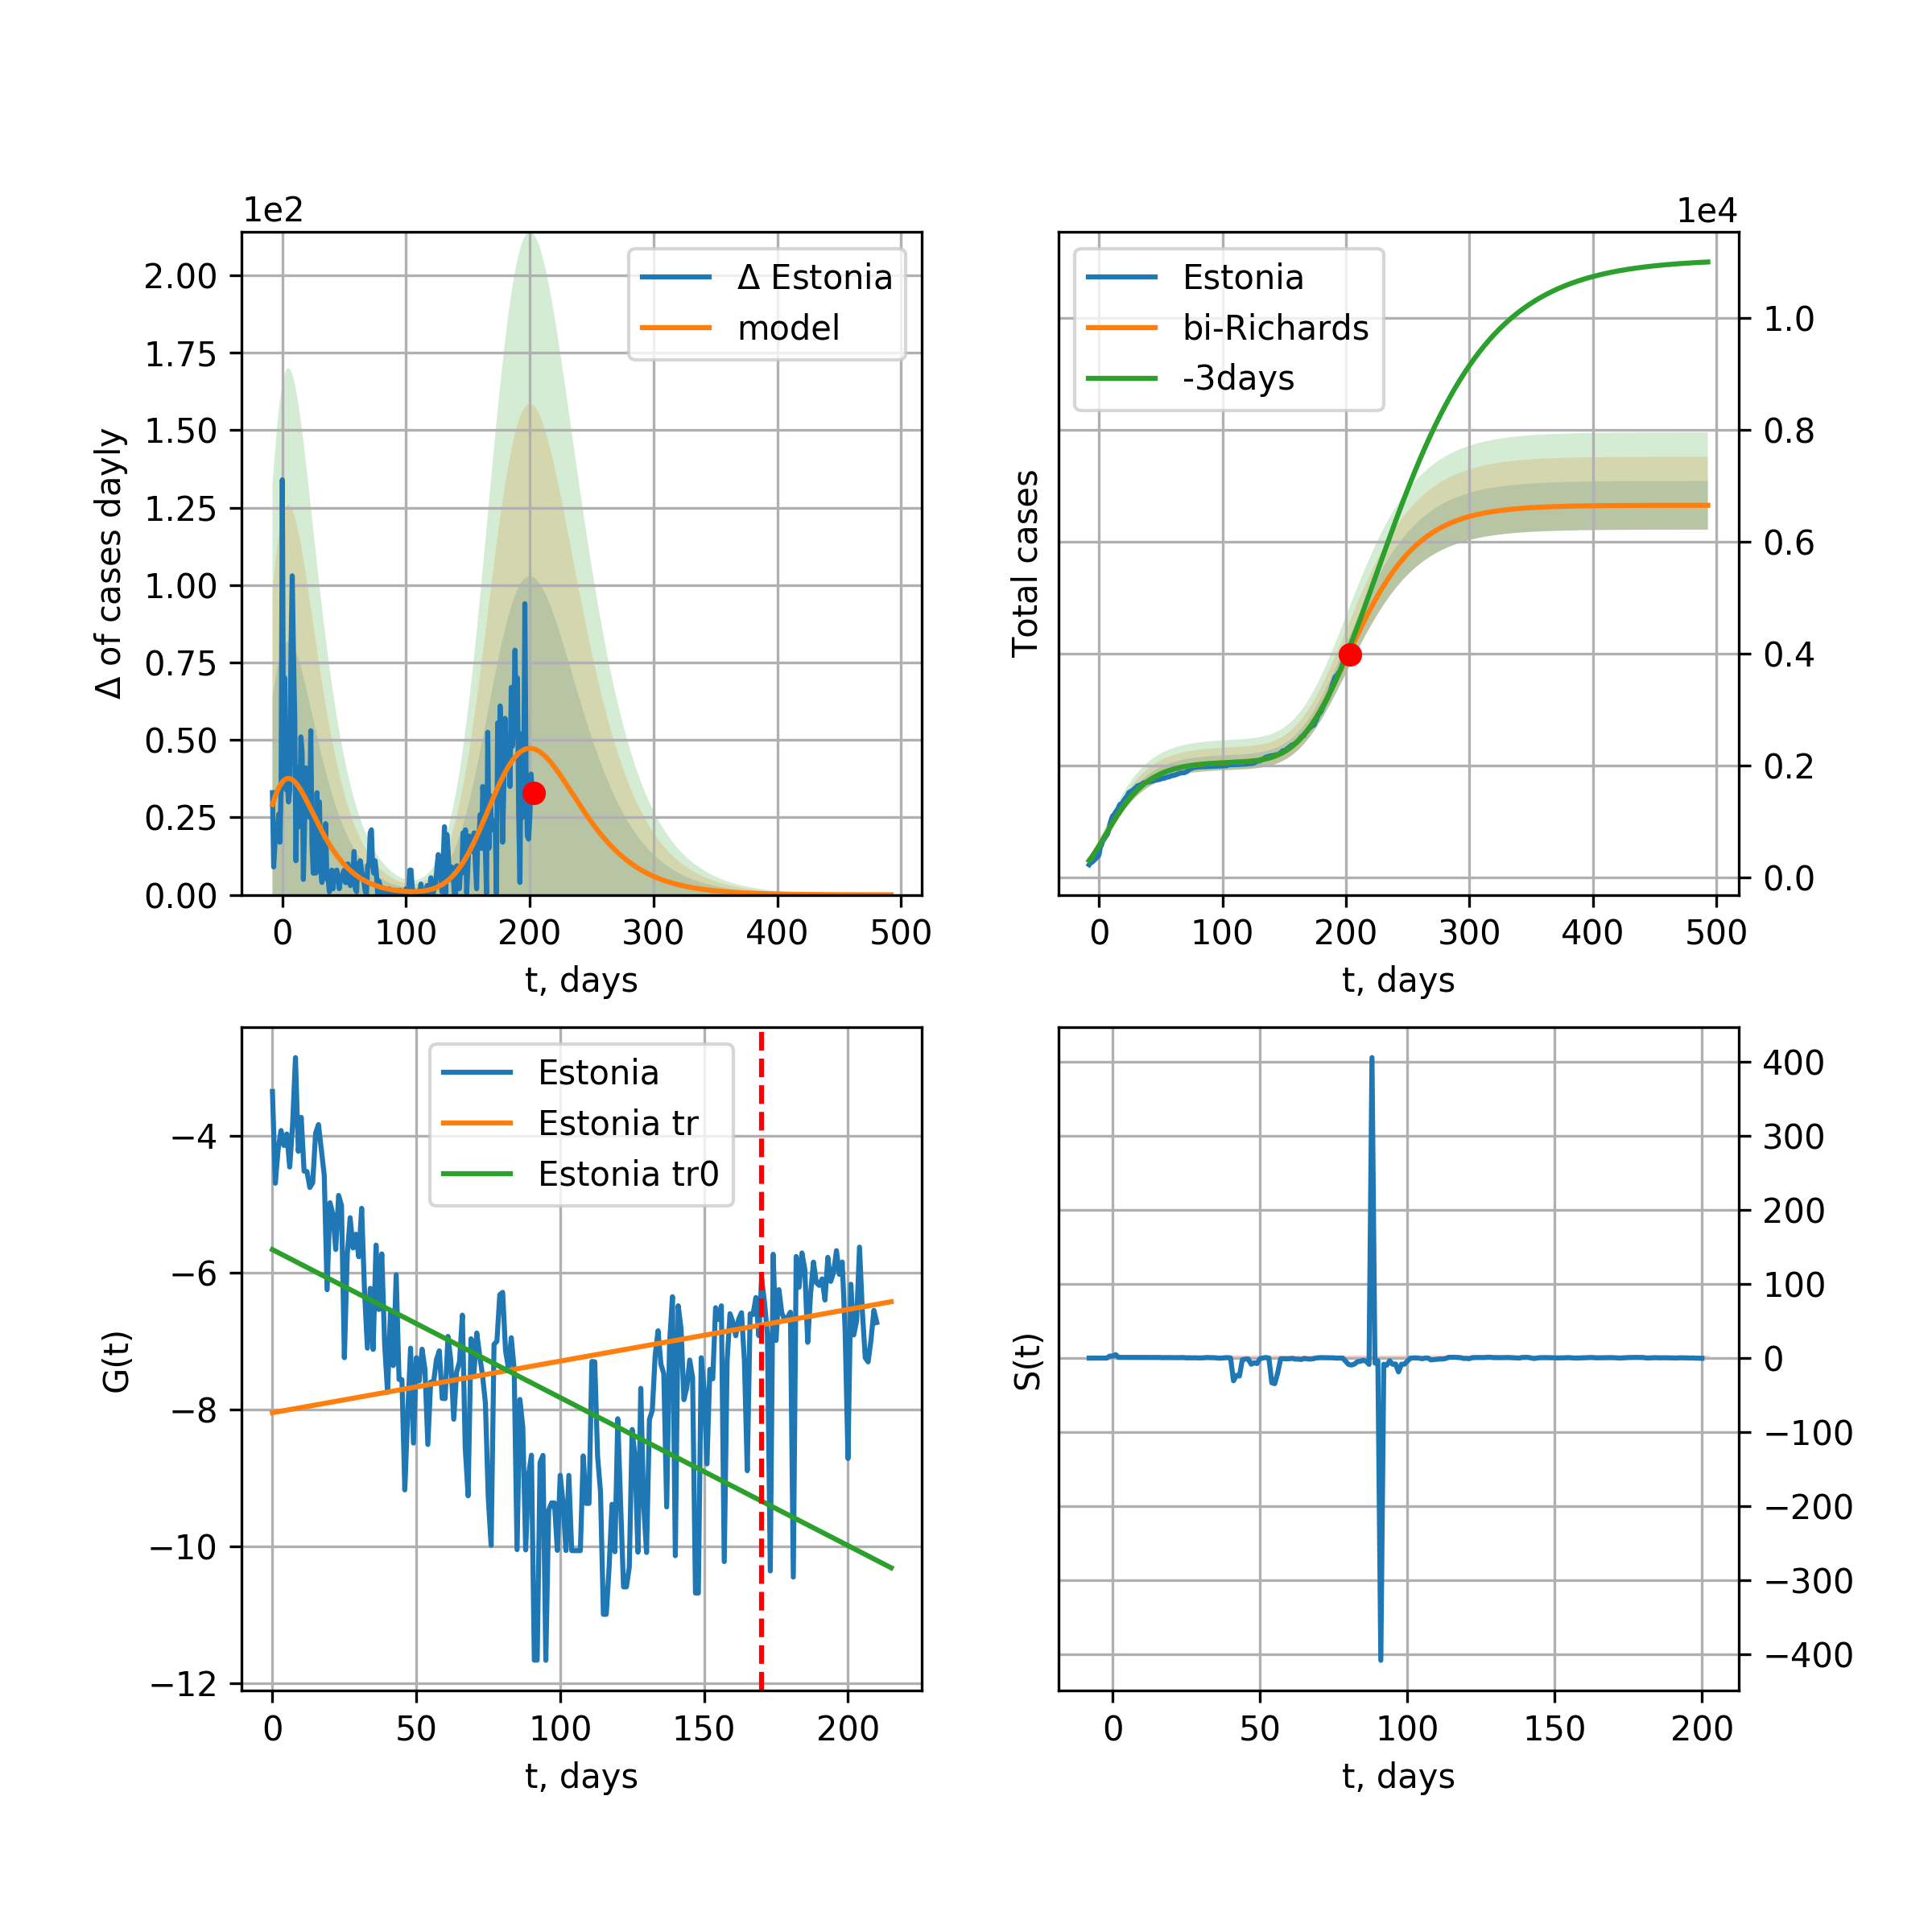 1e2
Δ of cases dayly
2.00
1.75
1.50
1.25
1.00
0.75
0.50
0.25
0.00
Δ Estonia
model
0 100 200 300 400 500
t, days
1e4
Total cases
Estonia
bi-Richards
-3days
1.0
0.8
0.6
0.4
0.2
0.0
0 100 200 300 400 500
t, days
G(t)
−4
−6
−8
−10
−12
Estonia
Estonia tr
Estonia tr0
0 50 100 150 200
t, days
S(t)
400
300
200
100
0
−100
−200
−300
−400
0 50 100 150 200
t, days